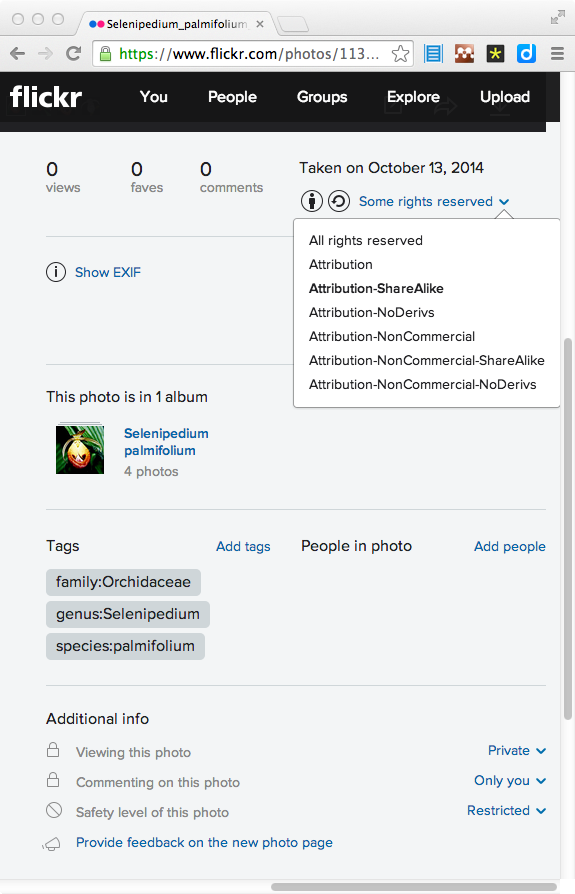 Selenipedium_palmifolium
https://www.flickr.com/photos/113...
flickr
You
People
Groups
Explore
Upload
0
views
0
faves
0
comments
Taken on October 13, 2014
Some rights reserved
All rights reserved
Attribution
Attribution-ShareAlike
Attribution-NoDerivs
Attribution-NonCommercial
Attribution-NonCommercial-ShareAlike
Attribution-NonCommercial-NoDerivs
Show EXIF
This photo is in 1 album
Selenipedium
palmifolium
4 photos
Tags
Add tags
family:Orchidaceae
genus:Selenipedium
species:palmifolium
People in photo
Add people
Additional info
Viewing this photo
Private
Commenting on this photo
Only you
Safety level of this photo
Restricted
Provide feedback on the new photo page